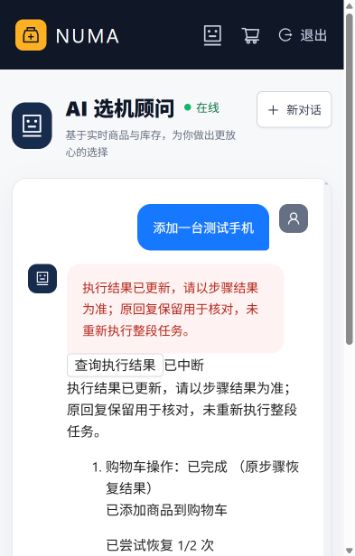 NUMA
退出
AI 选机顾问
在线
基于实时商品与库存，为你做出更放
心的选择
+ 新对话
添加一台测试手机
执行结果已更新，请以步骤结果
为准；原回复保留用于核对，未
重新执行整段任务。
查询执行结果 已中断
执行结果已更新，请以步骤结果为准；
原回复保留用于核对，未重新执行整段
任务。
1. 购物车操作：已完成 （原步骤恢
复结果）
已添加商品到购物车
已尝试恢复 1/2 次